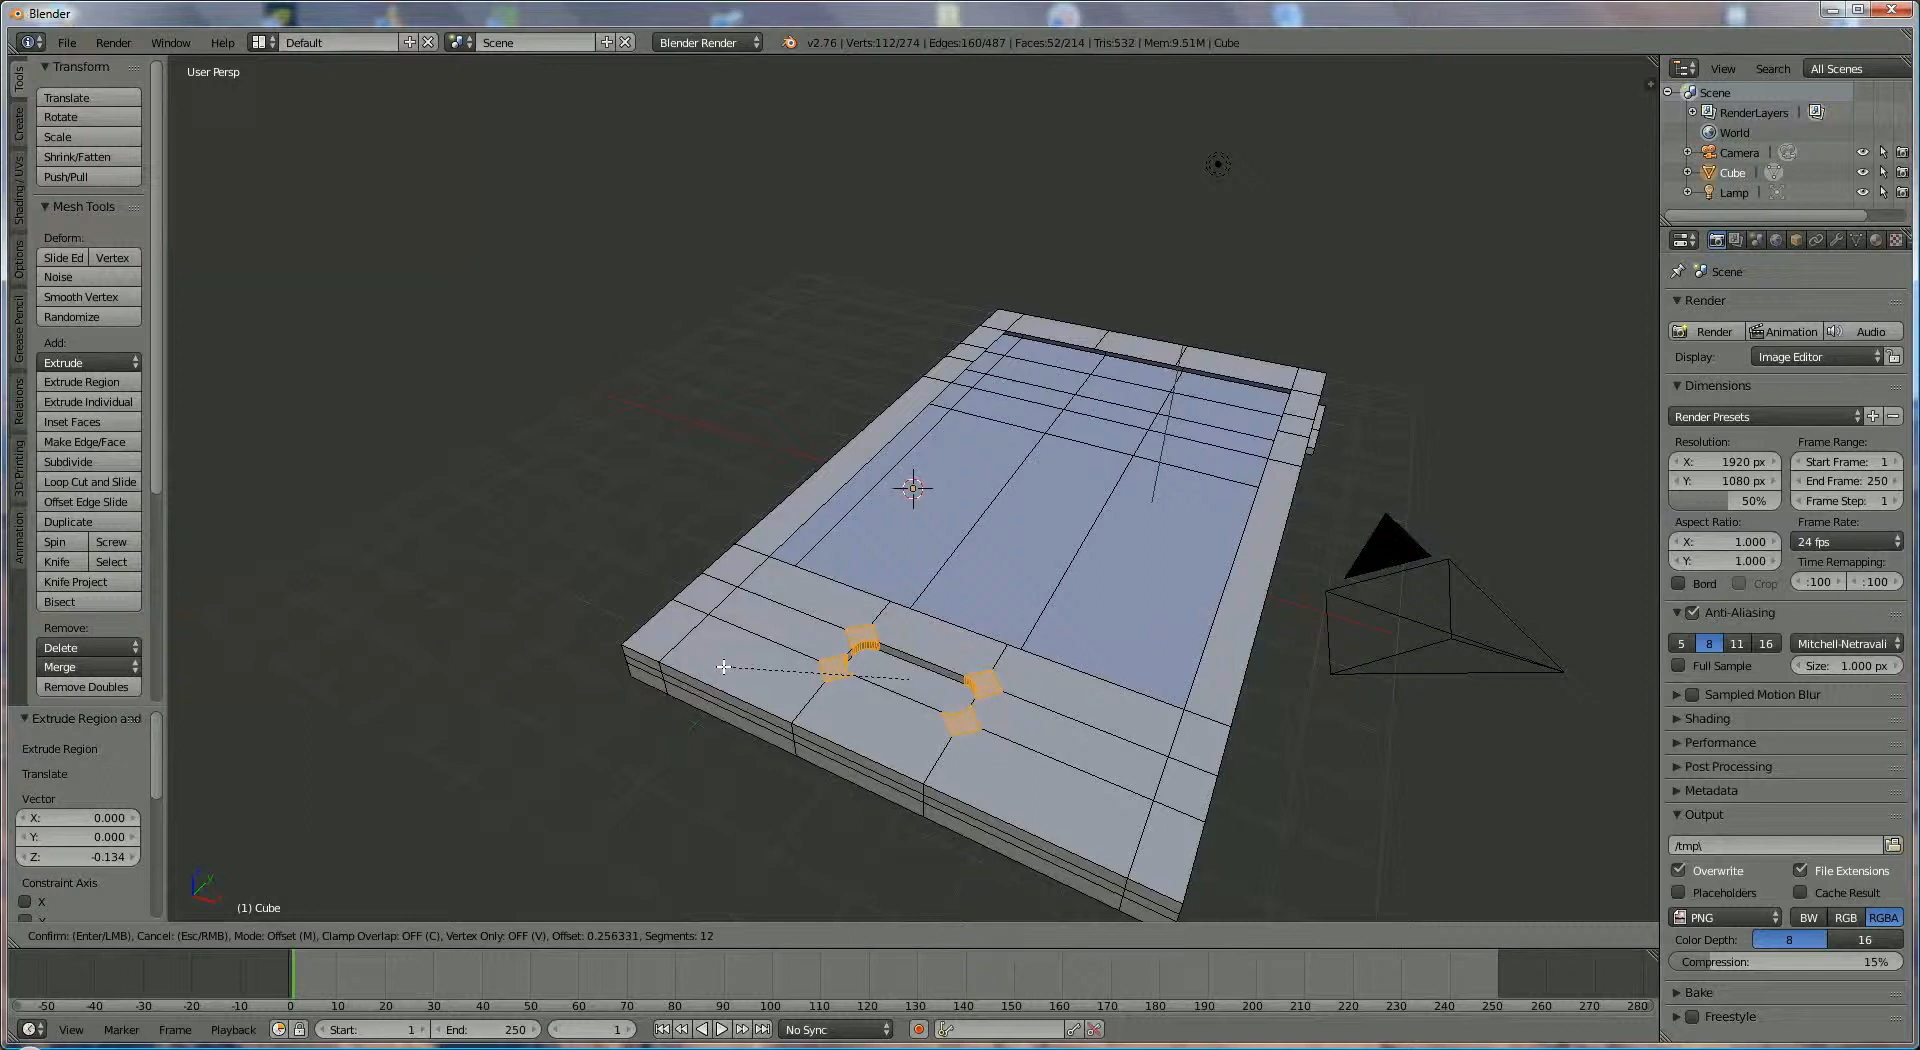 Blender
File Render Window Help Default Scene Blender Render v2.76 | Verts:112/274 | Edges:160/487 | Faces:52/214 | Tris:532 | Mem:9.51M | Cube
Tools
Create
Shading / UVs
Options
Grease Pencil
Relations
3D Printing
Animation
Transform
Translate
Rotate
Scale
Shrink/Fatten
Push/Pull
Mesh Tools
Deform:
Slide Ed Vertex
Noise
Smooth Vertex
Randomize
Add:
Extrude
Extrude Region
Extrude Individual
Inset Faces
Make Edge/Face
Subdivide
Loop Cut and Slide
Offset Edge Slide
Duplicate
Spin Screw
Knife Select
Knife Project
Bisect
Remove:
Delete
Merge
Remove Doubles
Extrude Region and
Extrude Region
Translate
Vector
X: 0.000
Y: 0.000
Z: -0.134
Constraint Axis
X
User Persp
(1) Cube
Confirm: (Enter/LMB), Cancel: (Esc/RMB), Mode: Offset (M), Clamp Overlap: OFF (C), Vertex Only: OFF (V), Offset: 0.256331, Segments: 12
-50 -40 -30 -20 -10 0 10 20 30 40 50 60 70 80 90 100 110 120 130 140 150 160 170 180 190 200 210 220 230 240 250 260 270 280
View Marker Frame Playback Start: 1 End: 250 1 No Sync
View Search All Scenes
Scene
RenderLayers
World
Camera
Cube
Lamp
Scene
Render
Render Animation Audio
Display: Image Editor
Dimensions
Render Presets
Resolution: Frame Range:
X: 1920 px Start Frame: 1
Y: 1080 px End Frame: 250
50% Frame Step: 1
Aspect Ratio: Frame Rate:
X: 1.000 24 fps
Y: 1.000 Time Remapping:
Bord Crop :100 :100
Anti-Aliasing
5 8 11 16 Mitchell-Netravali
Full Sample Size: 1.000 px
Sampled Motion Blur
Shading
Performance
Post Processing
Metadata
Output
/tmp\
Overwrite File Extensions
Placeholders Cache Result
PNG BW RGB RGBA
Color Depth: 8 16
Compression: 15%
Bake
Freestyle